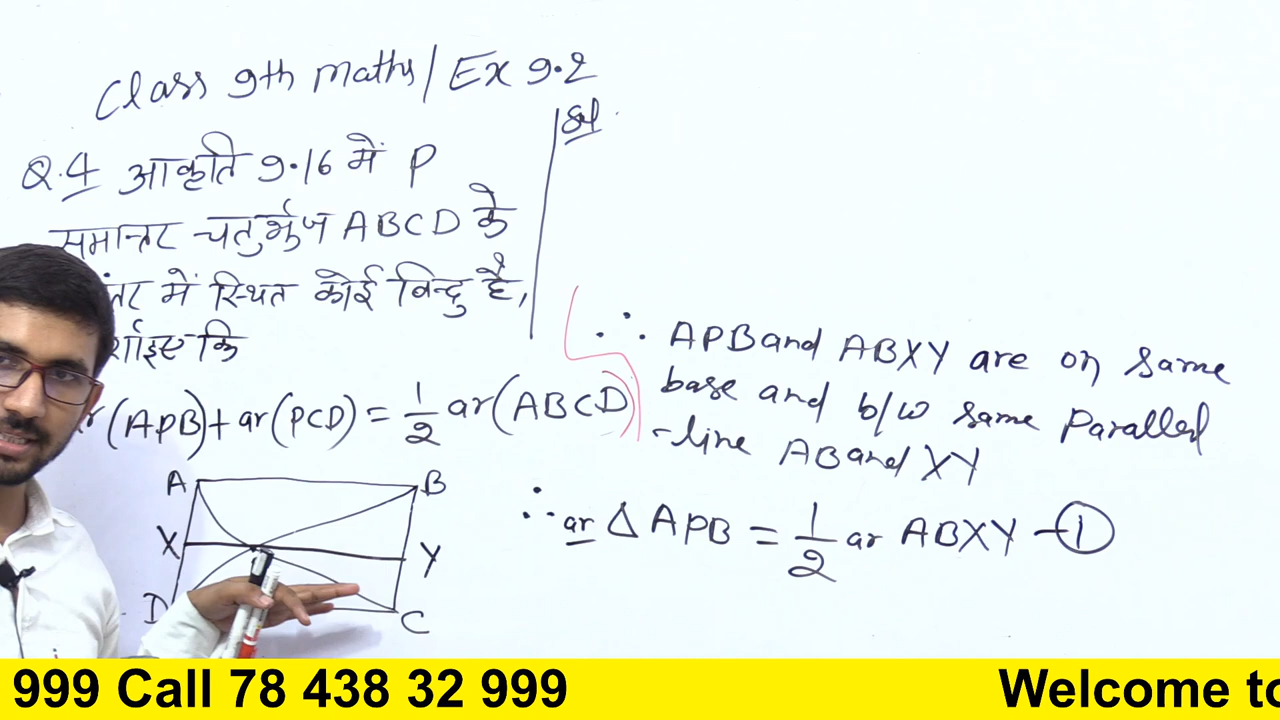 Class 9th maths / Ex 9.2
Q.4 आकृति 9.16 में P
समान्तर चतुर्भुज ABCD के
में स्थित कोई विन्दु है,
कि
(APB) + ar(PCD) = 1/2 ar(ABCD)
A B
X Y
D C
Sol.
∴ APB and ABXY are on same
base and b/w same Parallel
-line AB and XY
∴ ar Δ APB = 1/2 ar ABXY - ①
999 Call 78 438 32 999
Welcome to